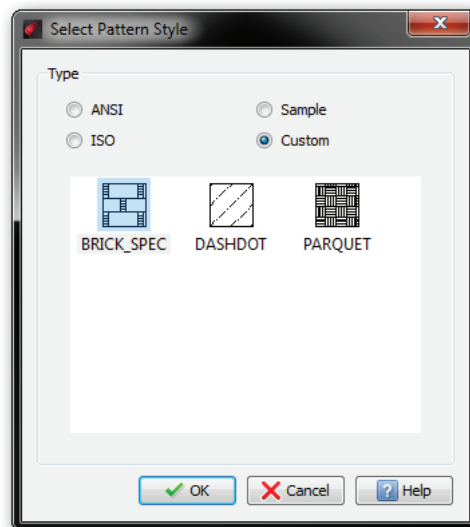 Select Pattern Style
Type
ANSI
Sample
ISO
Custom
BRICK_SPEC
DASHDOT
PARQUET
OK
Cancel
Help